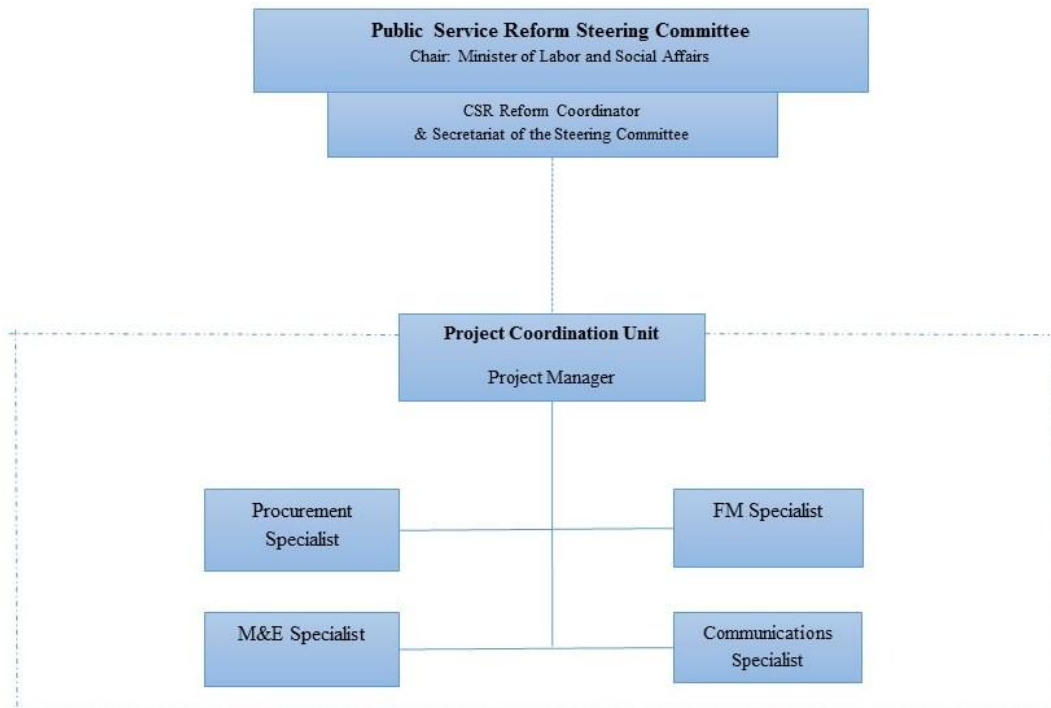 Public Service Reform Steering Committee
Chair: Minister of Labor and Social Affairs
CSR Reform Coordinator
& Secretariat of the Steering Committee
Project Coordination Unit
Project Manager
Procurement
Specialist
FM Specialist
M&E Specialist
Communications
Specialist